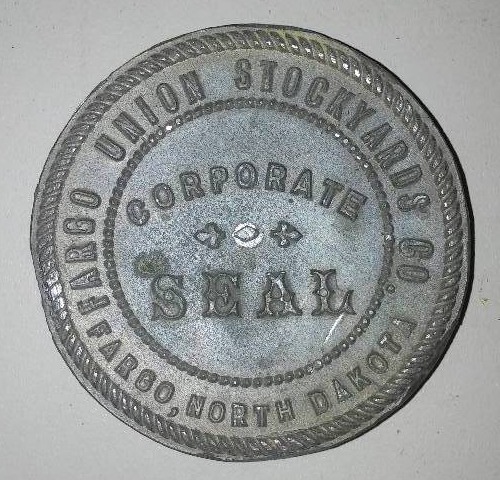 FARGO UNION STOCKYARDS CO.
CORPORATE
SEAL
FARGO, NORTH DAKOTA